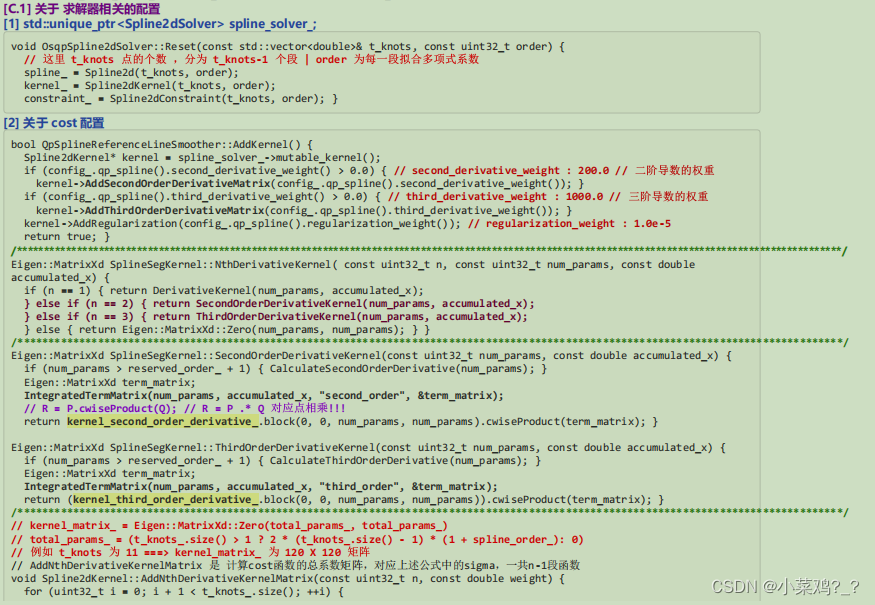 [C.1] 关于 求解器相关的配置
[1] std::unique_ptr<Spline2dSolver> spline_solver_;
void OsqpSpline2dSolver::Reset(const std::vector<double>& t_knots, const uint32_t order) {
// 这里 t_knots 点的个数 , 分为 t_knots-1 个段 | order 为每一段拟合多项式系数
spline_ = Spline2d(t_knots, order);
kernel_ = Spline2dKernel(t_knots, order);
constraint_ = Spline2dConstraint(t_knots, order); }
[2] 关于 cost 配置
bool QpSplineReferenceLineSmoother::AddKernel() {
Spline2dKernel* kernel = spline_solver_->mutable_kernel();
if (config_.qp_spline().second_derivative_weight() > 0.0) { // second_derivative_weight : 200.0 // 二阶导数的权重
kernel->AddSecondOrderDerivativeMatrix(config_.qp_spline().second_derivative_weight()); }
if (config_.qp_spline().third_derivative_weight() > 0.0) { // third_derivative_weight : 1000.0 // 三阶导数的权重
kernel->AddThirdOrderDerivativeMatrix(config_.qp_spline().third_derivative_weight()); }
kernel->AddRegularization(config_.qp_spline().regularization_weight()); // regularization_weight : 1.0e-5
return true; }
/******************************************************************************************************************************/
Eigen::MatrixXd SplineSegKernel::NthDerivativeKernel( const uint32_t n, const uint32_t num_params, const double
accumulated_x) {
if (n == 1) { return DerivativeKernel(num_params, accumulated_x);
} else if (n == 2) { return SecondOrderDerivativeKernel(num_params, accumulated_x);
} else if (n == 3) { return ThirdOrderDerivativeKernel(num_params, accumulated_x);
} else { return Eigen::MatrixXd::Zero(num_params, num_params); } }
/******************************************************************************************************************************/
Eigen::MatrixXd SplineSegKernel::SecondOrderDerivativeKernel(const uint32_t num_params, const double accumulated_x) {
if (num_params > reserved_order_ + 1) { CalculateSecondOrderDerivative(num_params); }
Eigen::MatrixXd term_matrix;
IntegratedTermMatrix(num_params, accumulated_x, "second_order", &term_matrix);
// R = P.cwiseProduct(Q); // R = P .* Q 对应点相乘!!!
return kernel_second_order_derivative_.block(0, 0, num_params, num_params).cwiseProduct(term_matrix); }
Eigen::MatrixXd SplineSegKernel::ThirdOrderDerivativeKernel(const uint32_t num_params, const double accumulated_x) {
if (num_params > reserved_order_ + 1) { CalculateThirdOrderDerivative(num_params); }
Eigen::MatrixXd term_matrix;
IntegratedTermMatrix(num_params, accumulated_x, "third_order", &term_matrix);
return (kernel_third_order_derivative_.block(0, 0, num_params, num_params)).cwiseProduct(term_matrix); }
/******************************************************************************************************************************/
// kernel_matrix_ = Eigen::MatrixXd::Zero(total_params_, total_params_)
// total_params_ = (t_knots_.size() > 1 ? 2 * (t_knots_.size() - 1) * (1 + spline_order_): 0)
// 例如 t_knots 为 11 ===> kernel_matrix_ 为 120 X 120 矩阵
// AddNthDerivativeKernelMatrix 是 计算cost函数的总系数矩阵，对应上述公式中的sigma，一共n-1段函数
void Spline2dKernel::AddNthDerivativeKernelMatrix(const uint32_t n, const double weight) {
for (uint32_t i = 0; i + 1 < t_knots_.size(); ++i) {
CSDN @小菜鸡?_?